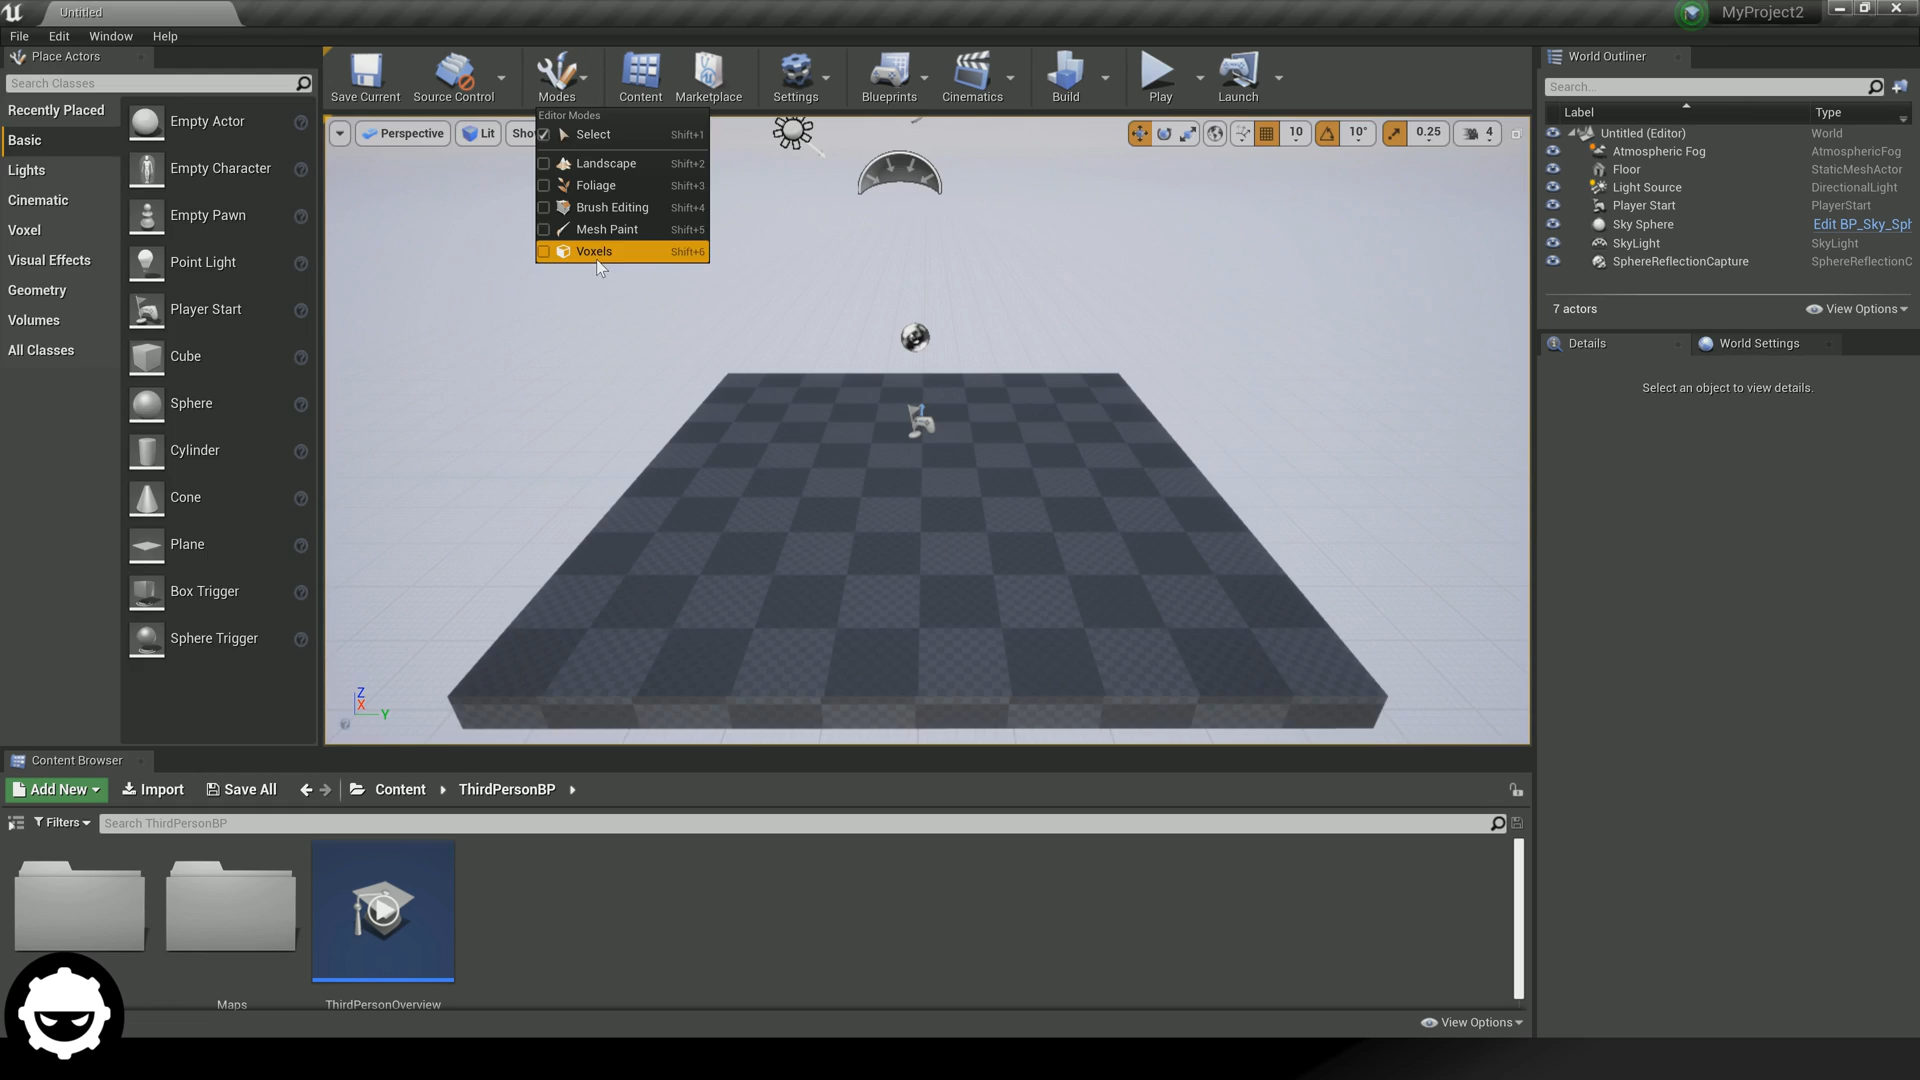 Untitled
MyProject2
File Edit Window Help
Place Actors
Search Classes
Recently Placed
Basic
Lights
Cinematic
Voxel
Visual Effects
Geometry
Volumes
All Classes
Empty Actor
Empty Character
Empty Pawn
Point Light
Player Start
Cube
Sphere
Cylinder
Cone
Plane
Box Trigger
Sphere Trigger
Save Current Source Control Modes Content Marketplace Settings Blueprints Cinematics Build Play Launch
Editor Modes
Select Shift+1
Landscape Shift+2
Foliage Shift+3
Brush Editing Shift+4
Mesh Paint Shift+5
Voxels Shift+6
Perspective Lit Sho
10 10° 0.25 4
Z
X
Y
World Outliner
Search...
Label Type
Untitled (Editor) World
Atmospheric Fog AtmosphericFog
Floor StaticMeshActor
Light Source DirectionalLight
Player Start PlayerStart
Sky Sphere Edit BP_Sky_Sph
SkyLight SkyLight
SphereReflectionCapture SphereReflectionC
7 actors View Options
Details World Settings
Select an object to view details.
Content Browser
Add New Import Save All Content ThirdPersonBP
Filters Search ThirdPersonBP
Maps ThirdPersonOverview
View Options